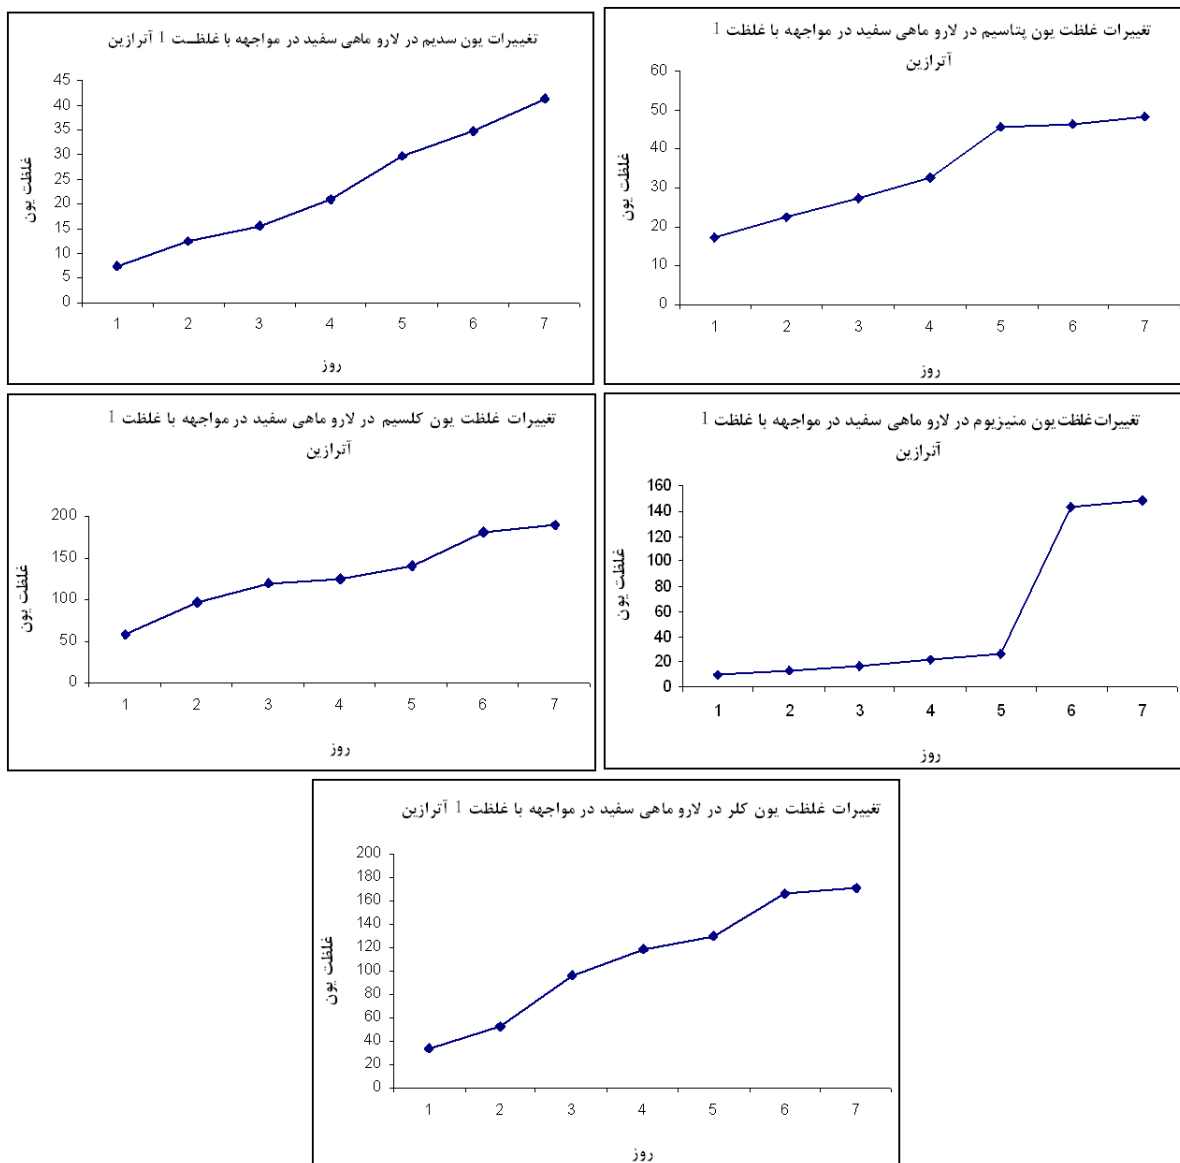 تغییرات یون سدیم در لارو ماهی سفید در مواجهه با غلظـــت 1 آترازین
45
40
35
30
25
20
15
10
5
0
غلظت یون
1 2 3 4 5 6 7
روز
تغییرات غلظت یون پتاسیم در لارو ماهی سفید در مواجهه با غلظت 1
آترازین
60
50
40
30
20
10
0
غلظت یون
1 2 3 4 5 6 7
روز
تغییرات غلظت یون کلسیم در لارو ماهی سفید در مواجهه با غلظت 1
آترازین
200
150
100
50
0
غلظت یون
1 2 3 4 5 6 7
روز
تغییرات غلظت یون منیزیوم در لارو ماهی سفید در مواجهه با غلظت 1
آترازین
160
140
120
100
80
60
40
20
0
غلظت یون
1 2 3 4 5 6 7
روز
تغییرات غلظت یون کلر در لارو ماهی سفید در مواجهه با غلظت 1 آترازین
200
180
160
140
120
100
80
60
40
20
0
غلظت یون
1 2 3 4 5 6 7
روز